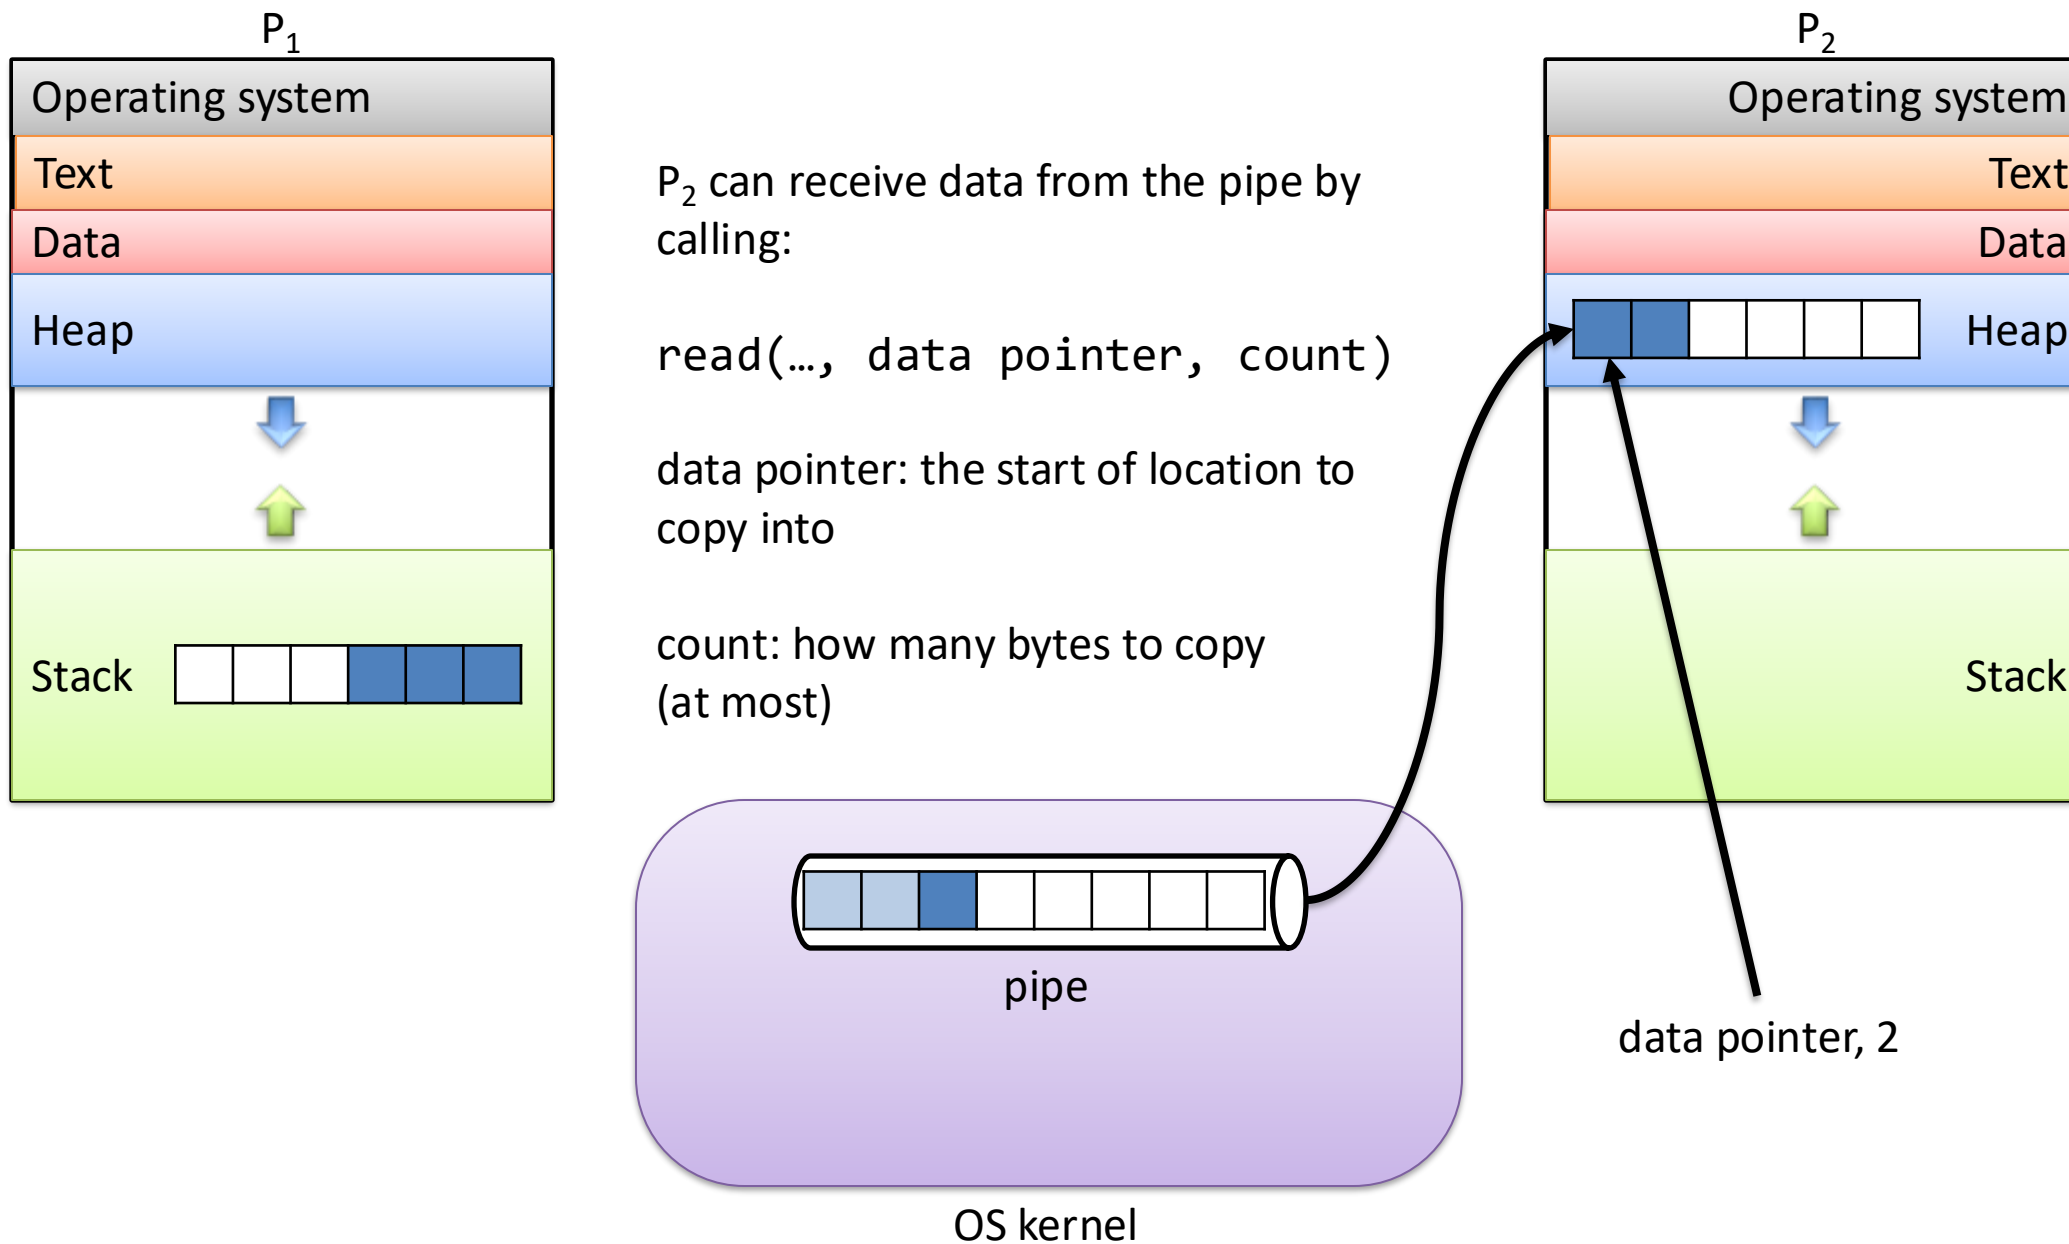 P₁
Operating system
Text
Data
Heap
Stack
P₂ can receive data from the pipe by
calling:
read(…, data pointer, count)
data pointer: the start of location to
copy into
count: how many bytes to copy
(at most)
pipe
OS kernel
P₂
Operating system
Text
Data
Heap
Stack
data pointer, 2